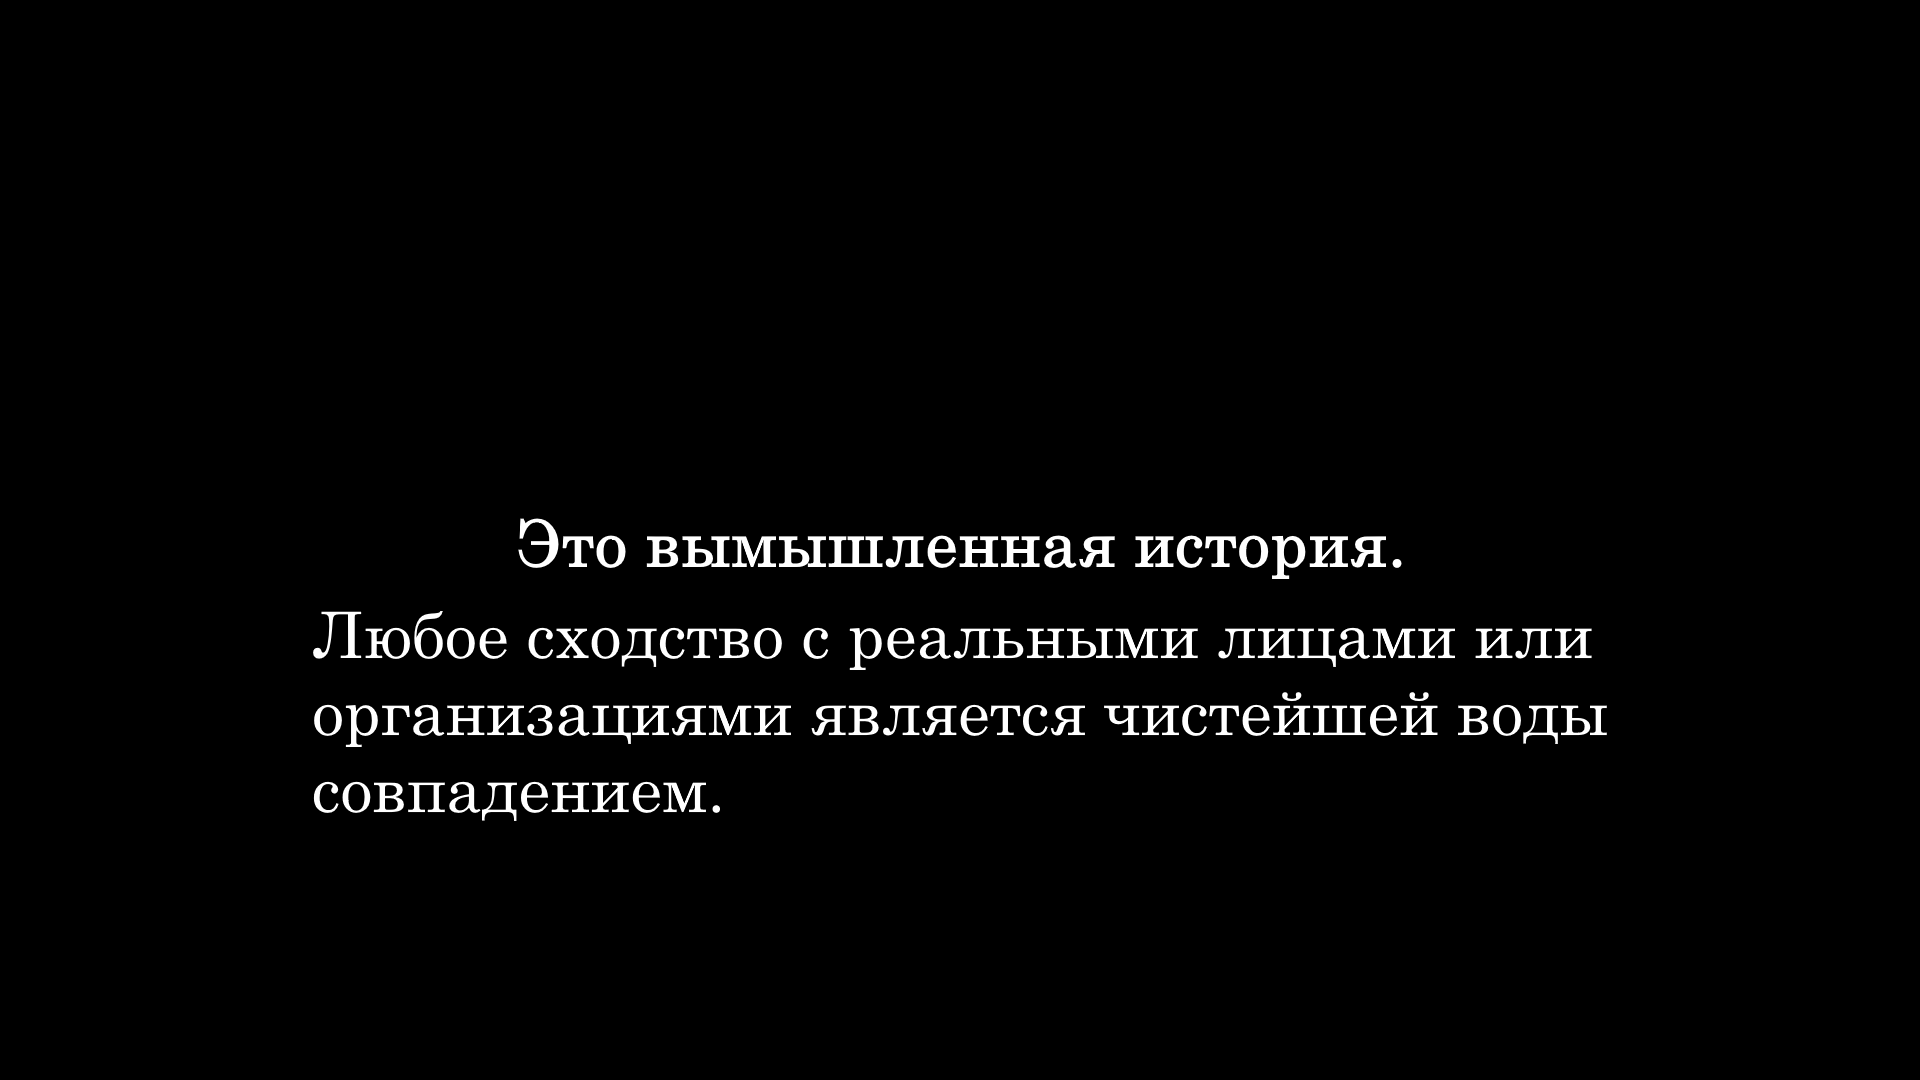 Это вымышленная история.
Любое сходство с реальными лицами или
организациями является чистейшей воды
совпадением.